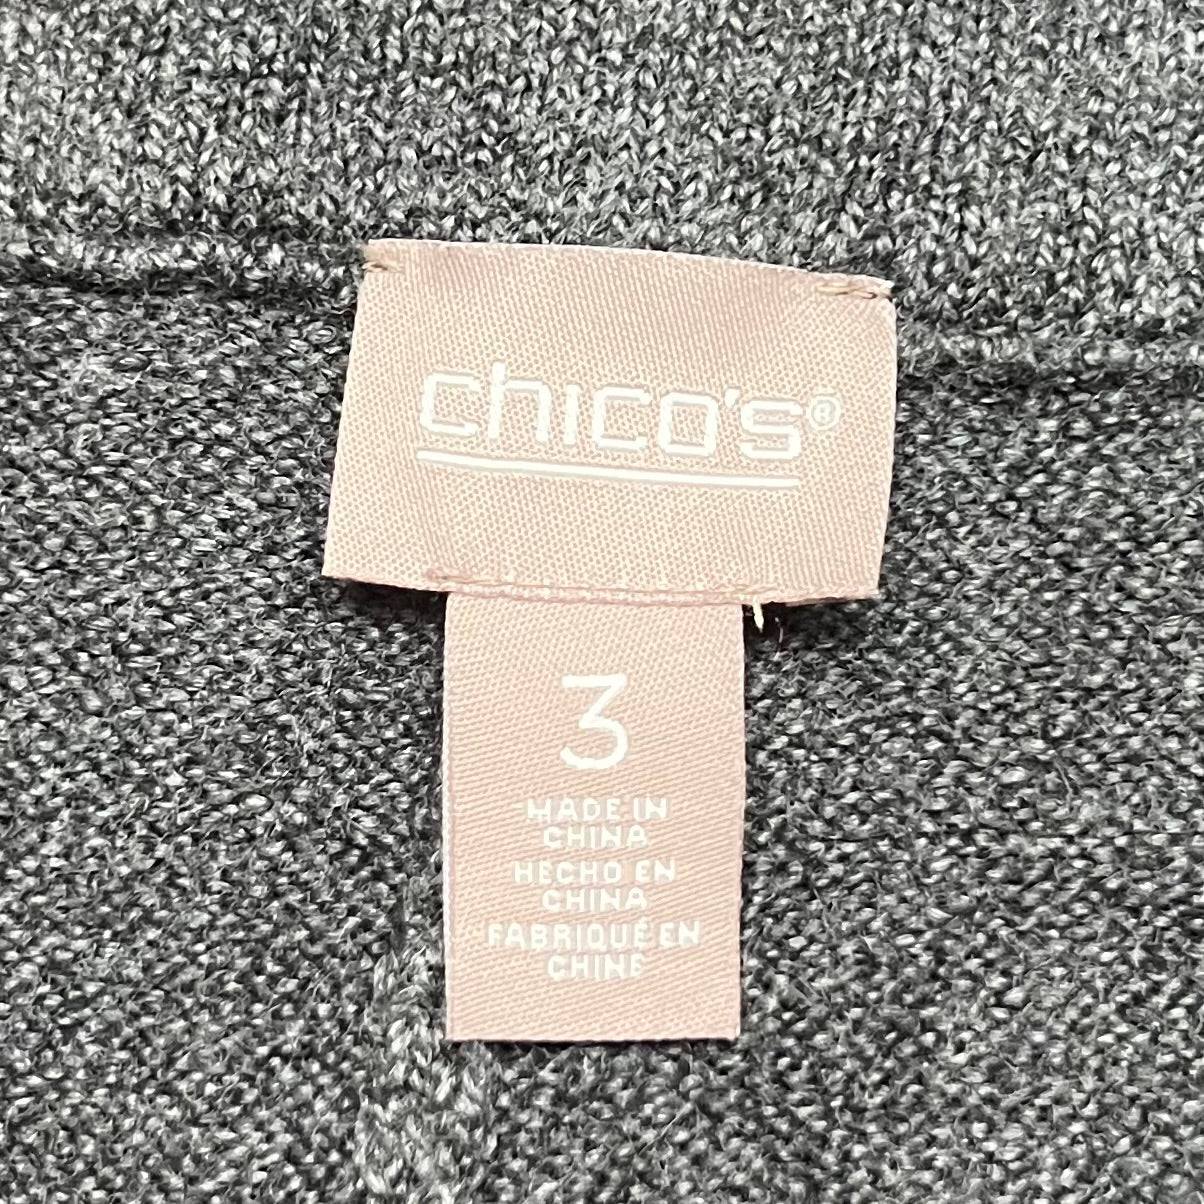 chico's®
3
MADE IN
CHINA
HECHO EN
CHINA
FABRIQUÉ EN
CHINE